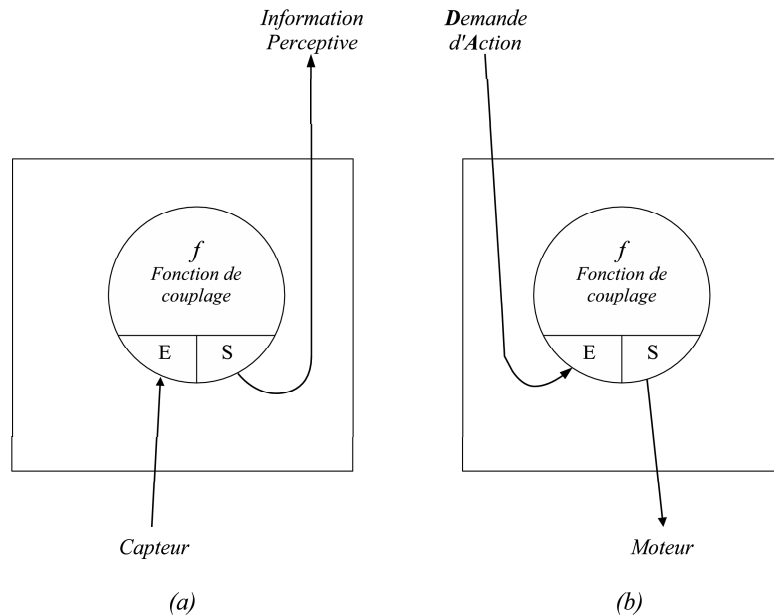 Information
Perceptive
Demande
d'Action
f
Fonction de
couplage
E
S
f
Fonction de
couplage
E
S
Capteur
Moteur
(a)
(b)